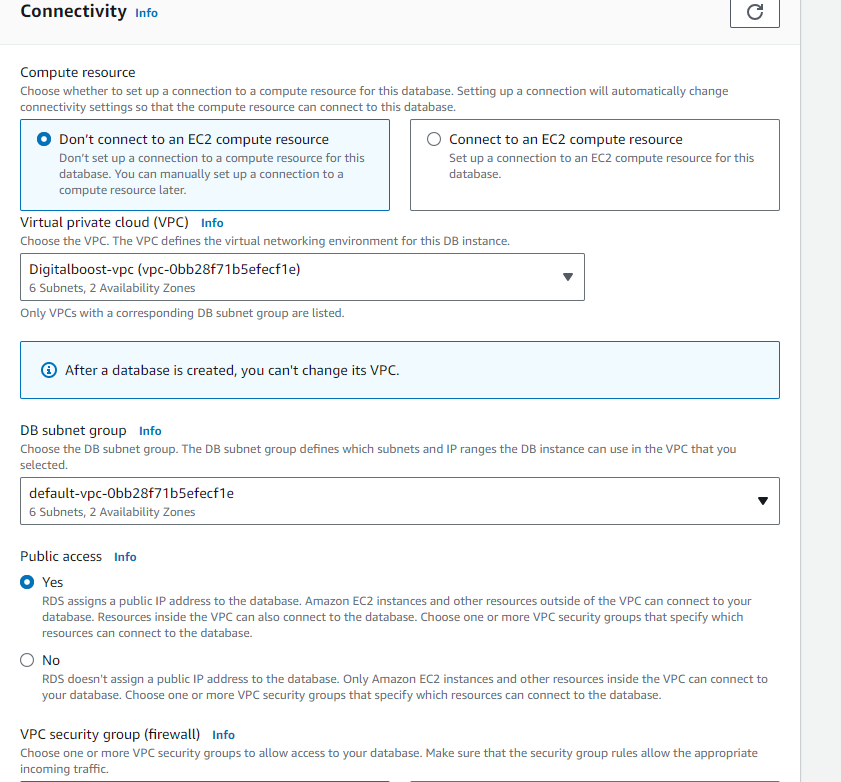 Connectivity Info
Compute resource
Choose whether to set up a connection to a compute resource for this database. Setting up a connection will automatically change
connectivity settings so that the compute resource can connect to this database.
Don't connect to an EC2 compute resource
Don't set up a connection to a compute resource for this
database. You can manually set up a connection to a
compute resource later.
Connect to an EC2 compute resource
Set up a connection to an EC2 compute resource for this
database.
Virtual private cloud (VPC) Info
Choose the VPC. The VPC defines the virtual networking environment for this DB instance.
Digitalboost-vpc (vpc-0bb28f71b5efecf1e)
6 Subnets, 2 Availability Zones
Only VPCs with a corresponding DB subnet group are listed.
After a database is created, you can't change its VPC.
DB subnet group Info
Choose the DB subnet group. The DB subnet group defines which subnets and IP ranges the DB instance can use in the VPC that you
selected.
default-vpc-0bb28f71b5efecf1e
6 Subnets, 2 Availability Zones
Public access Info
Yes
RDS assigns a public IP address to the database. Amazon EC2 instances and other resources outside of the VPC can connect to your
database. Resources inside the VPC can also connect to the database. Choose one or more VPC security groups that specify which
resources can connect to the database.
No
RDS doesn't assign a public IP address to the database. Only Amazon EC2 instances and other resources inside the VPC can connect to
your database. Choose one or more VPC security groups that specify which resources can connect to the database.
VPC security group (firewall) Info
Choose one or more VPC security groups to allow access to your database. Make sure that the security group rules allow the appropriate
incoming traffic.